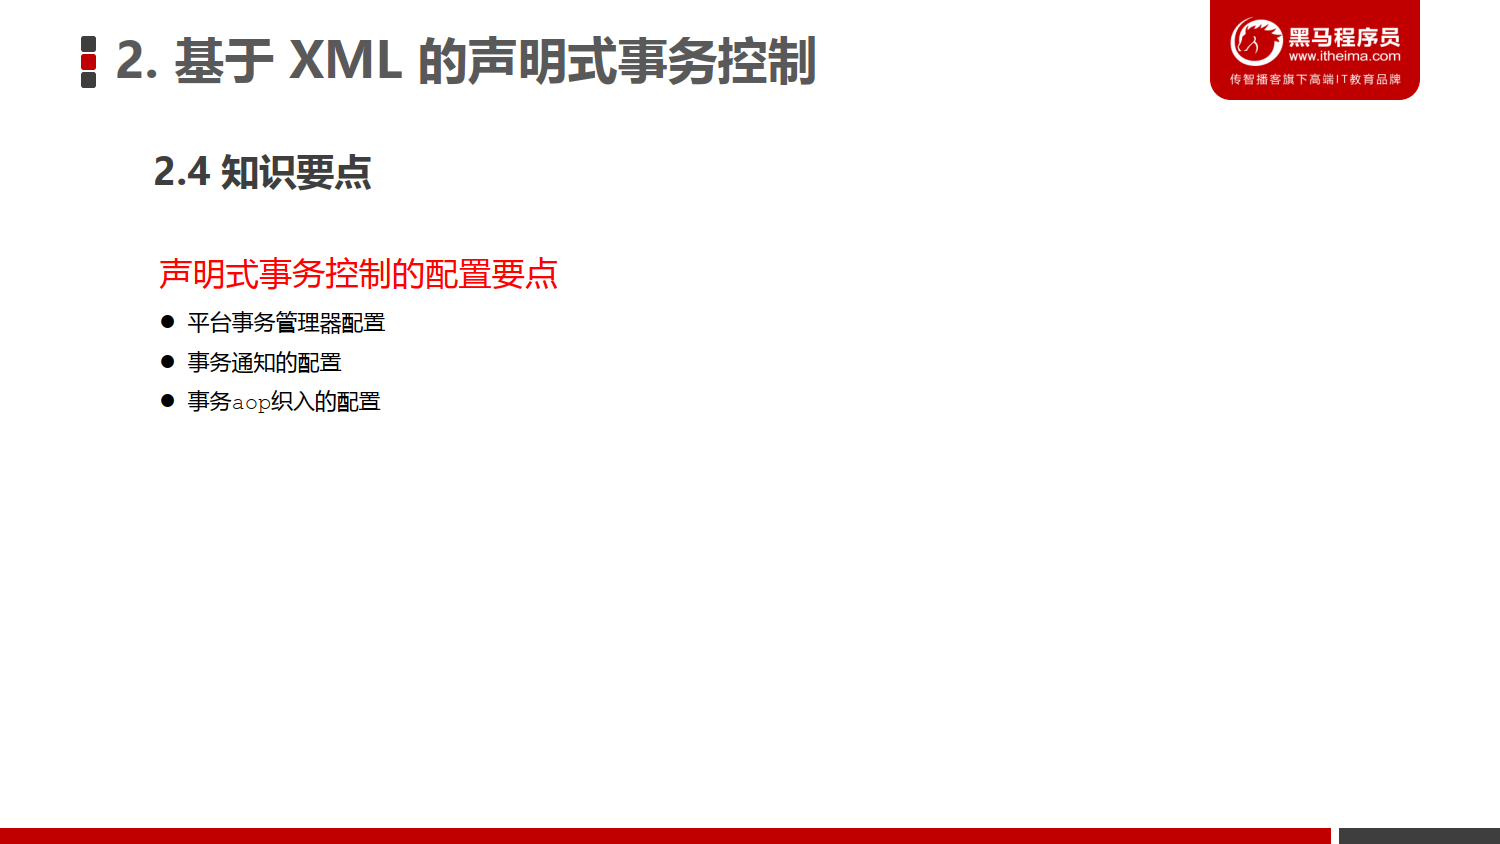 2. 基于 XML 的声明式事务控制
黑马程序员
www.itheima.com
传智播客旗下高端IT教育品牌
2.4 知识要点
声明式事务控制的配置要点
● 平台事务管理器配置
● 事务通知的配置
● 事务aop织入的配置